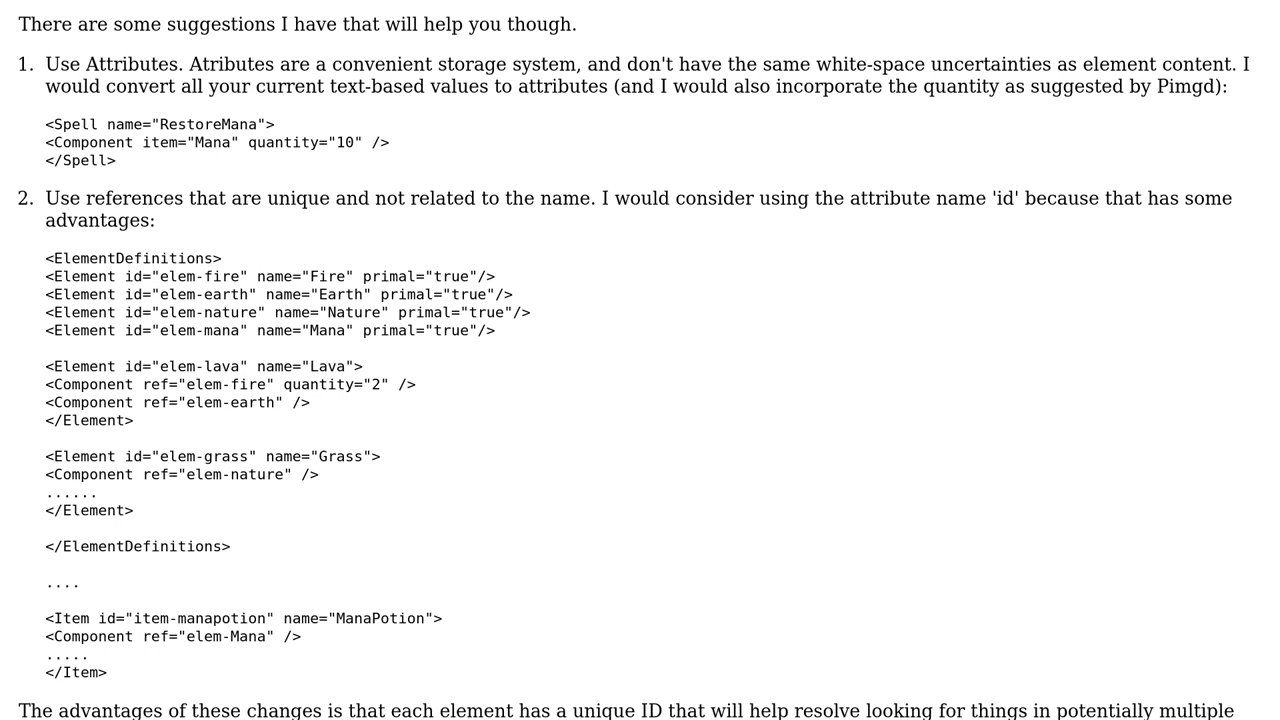 There are some suggestions I have that will help you though.
1. Use Attributes. Atributes are a convenient storage system, and don't have the same white-space uncertainties as element content. I
would convert all your current text-based values to attributes (and I would also incorporate the quantity as suggested by Pimgd):
<Spell name="RestoreMana">
<Component item="Mana" quantity="10" />
</Spell>
2. Use references that are unique and not related to the name. I would consider using the attribute name 'id' because that has some
advantages:
<ElementDefinitions>
<Element id="elem-fire" name="Fire" primal="true"/>
<Element id="elem-earth" name="Earth" primal="true"/>
<Element id="elem-nature" name="Nature" primal="true"/>
<Element id="elem-mana" name="Mana" primal="true"/>
<Element id="elem-lava" name="Lava">
<Component ref="elem-fire" quantity="2" />
<Component ref="elem-earth" />
</Element>
<Element id="elem-grass" name="Grass">
<Component ref="elem-nature" />
......
</Element>
</ElementDefinitions>
....
<Item id="item-manapotion" name="ManaPotion">
<Component ref="elem-Mana" />
.....
</Item>
The advantages of these changes is that each element has a unique ID that will help resolve looking for things in potentially multiple